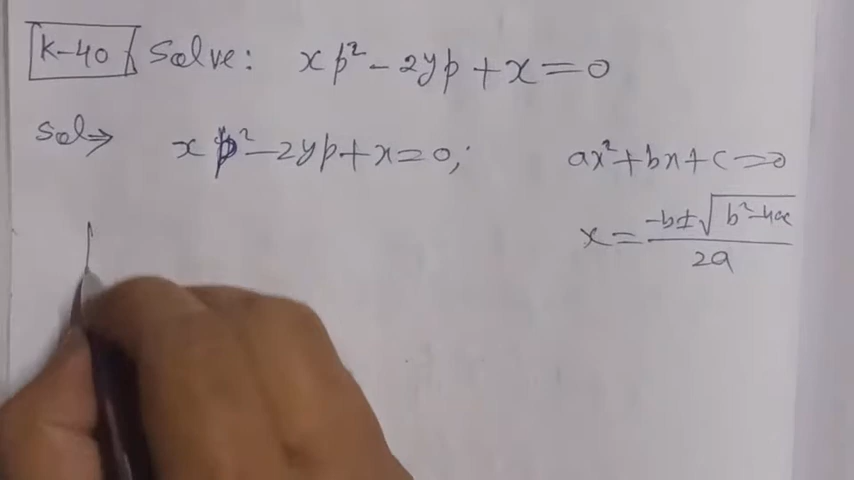 K-40 Solve: xp² - 2yp + x = 0
Sol⇒ xp² - 2yp + x = 0;
ax² + bx + c = 0
x = (-b ± √(b² - 4ac)) / 2a